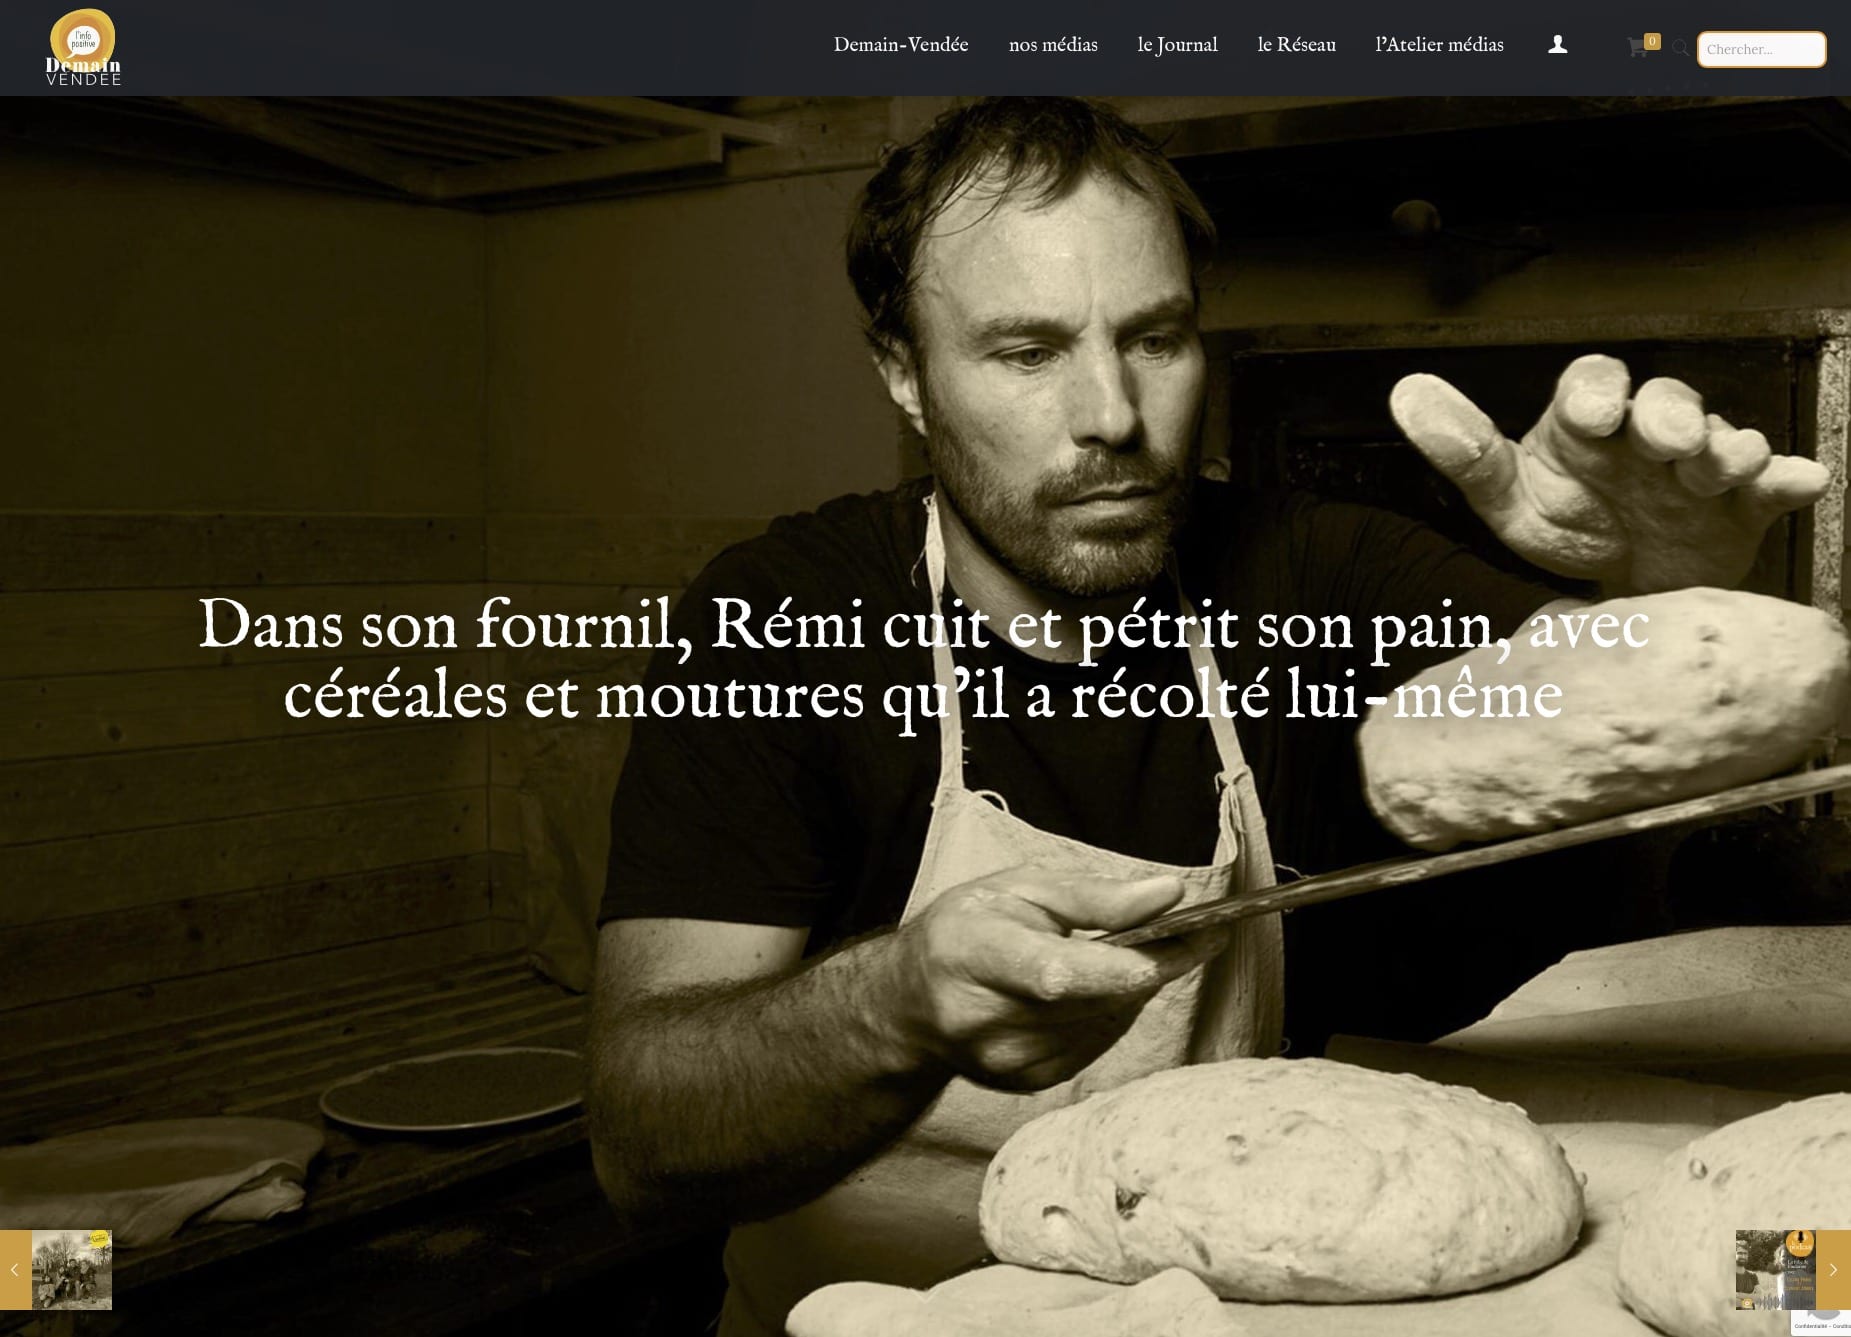 l'info
positive
Demain
VENDÉE
Demain-Vendée
nos médias
le Journal
le Réseau
l'Atelier médias
0
Chercher...
Dans son fournil, Rémi cuit et pétrit son pain, avec
céréales et moutures qu'il a récolté lui-même
Confidentialité -